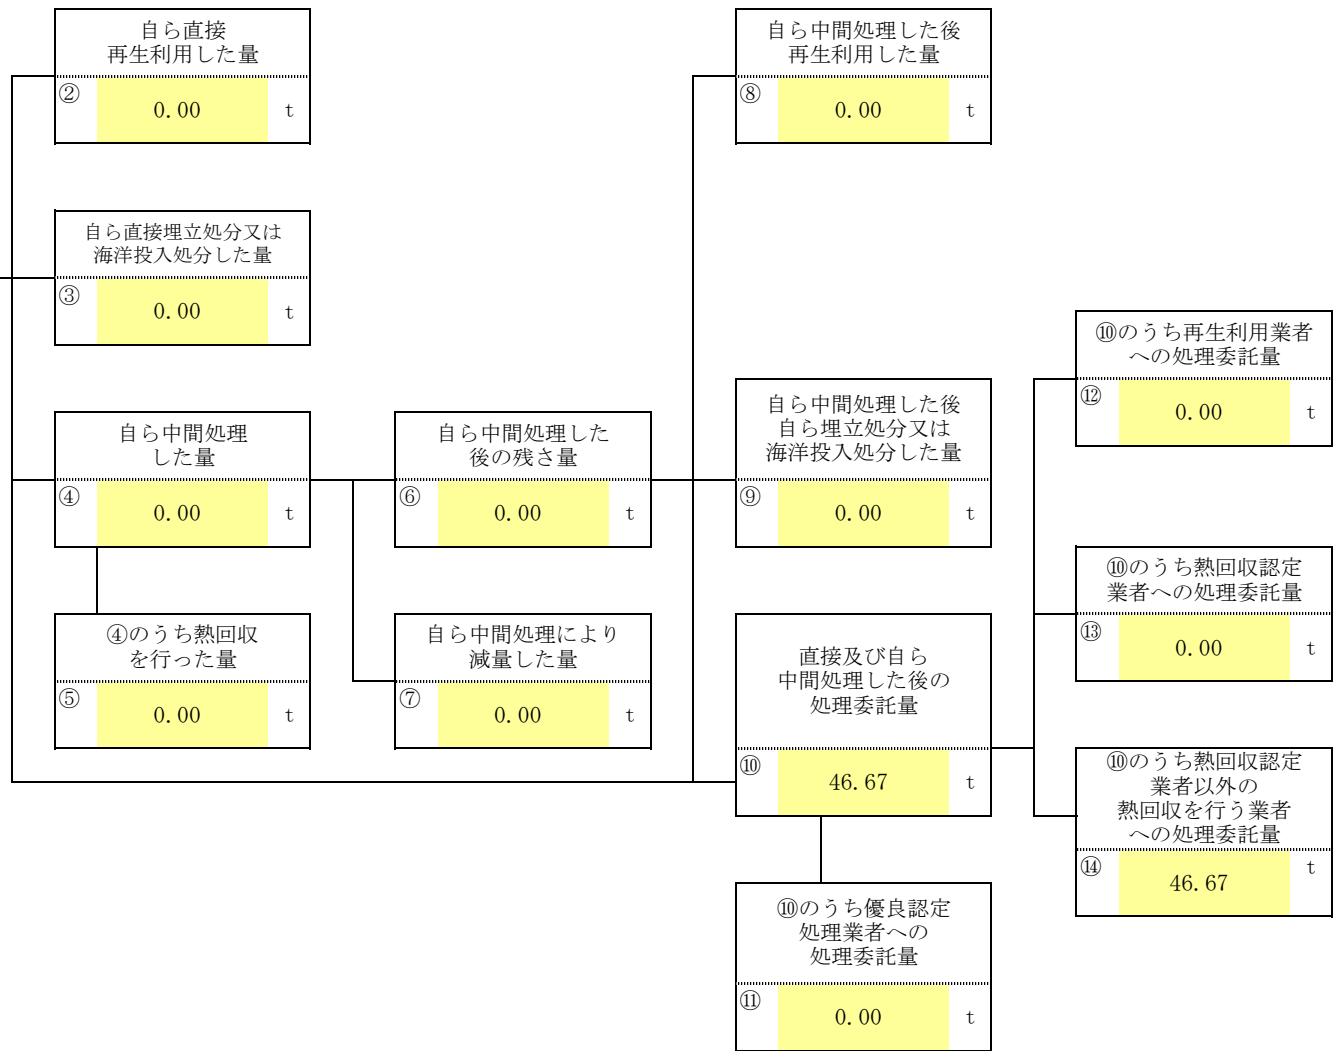 自ら直接
再生利用した量
②
0.00
t
自ら中間処理した後
再生利用した量
⑧
0.00
t
自ら直接埋立処分又は
海洋投入処分した量
③
0.00
t
⑩のうち再生利用業者
への処理委託量
⑫
0.00
t
自ら中間処理
した量
④
0.00
t
自ら中間処理した
後の残さ量
⑥
0.00
t
自ら中間処理した後
自ら埋立処分又は
海洋投入処分した量
⑨
0.00
t
⑩のうち熱回収認定
業者への処理委託量
⑬
0.00
t
④のうち熱回収
を行った量
⑤
0.00
t
自ら中間処理により
減量した量
⑦
0.00
t
直接及び自ら
中間処理した後の
処理委託量
⑩
46.67
t
⑩のうち熱回収認定
業者以外の
熱回収を行う業者
への処理委託量
⑭
46.67
t
⑩のうち優良認定
処理業者への
処理委託量
⑪
0.00
t